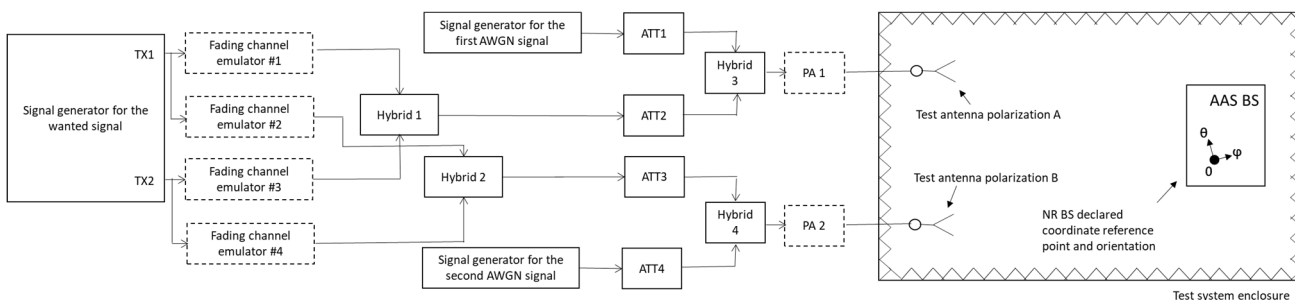 Signal generator for the
wanted signal
TX1
TX2
Fading channel
emulator #1
Fading channel
emulator #2
Fading channel
emulator #3
Fading channel
emulator #4
Hybrid 1
Hybrid 2
Signal generator for the
first AWGN signal
Signal generator for the
second AWGN signal
ATT1
ATT2
ATT3
ATT4
Hybrid
3
Hybrid
4
PA 1
PA 2
Test antenna polarization A
Test antenna polarization B
AAS BS
θ
φ
0
NR BS declared
coordinate reference
point and orientation
Test system enclosure